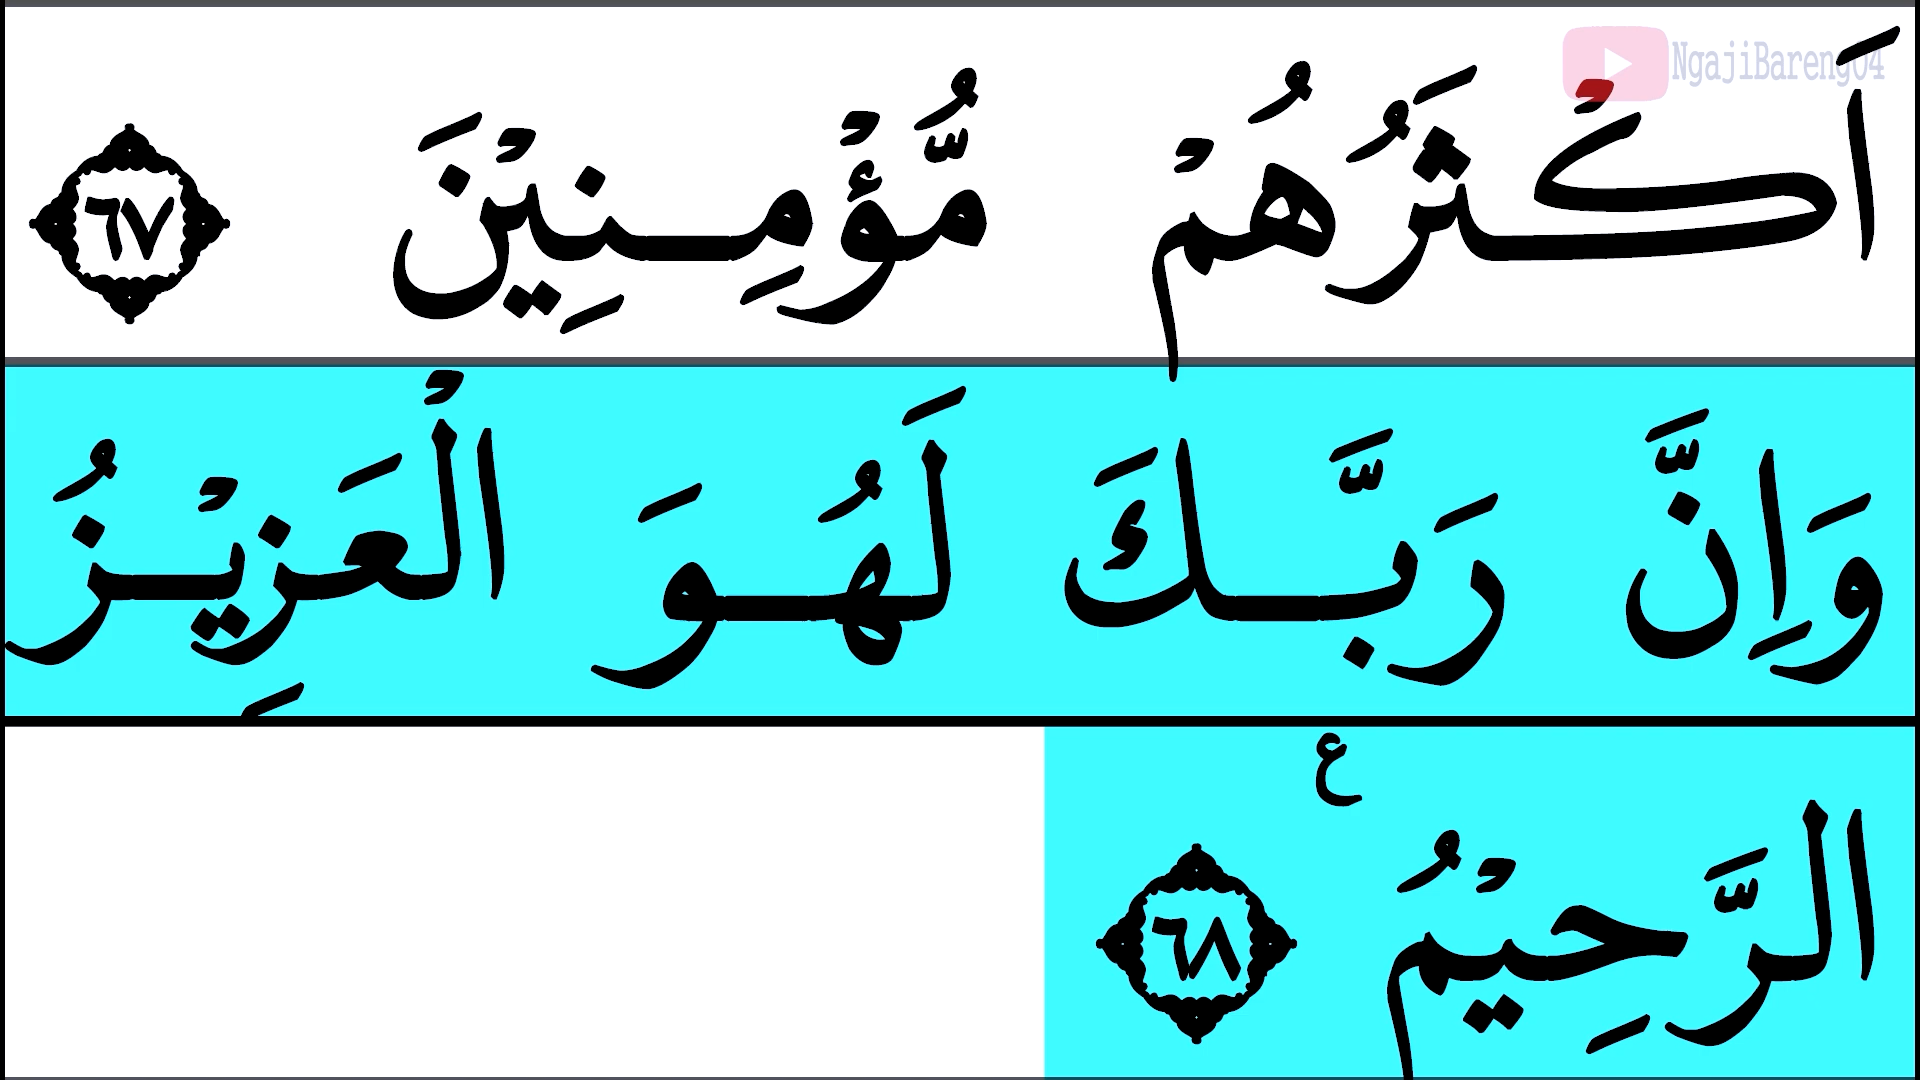 NgajiBareng04
اَكْثَرُهُمْ مُّؤْمِنِيْنَ ٦٧
وَاِنَّ رَبَّكَ لَهُوَ الْعَزِيْزُ
الرَّحِيْمُ ࣖ ٦٨